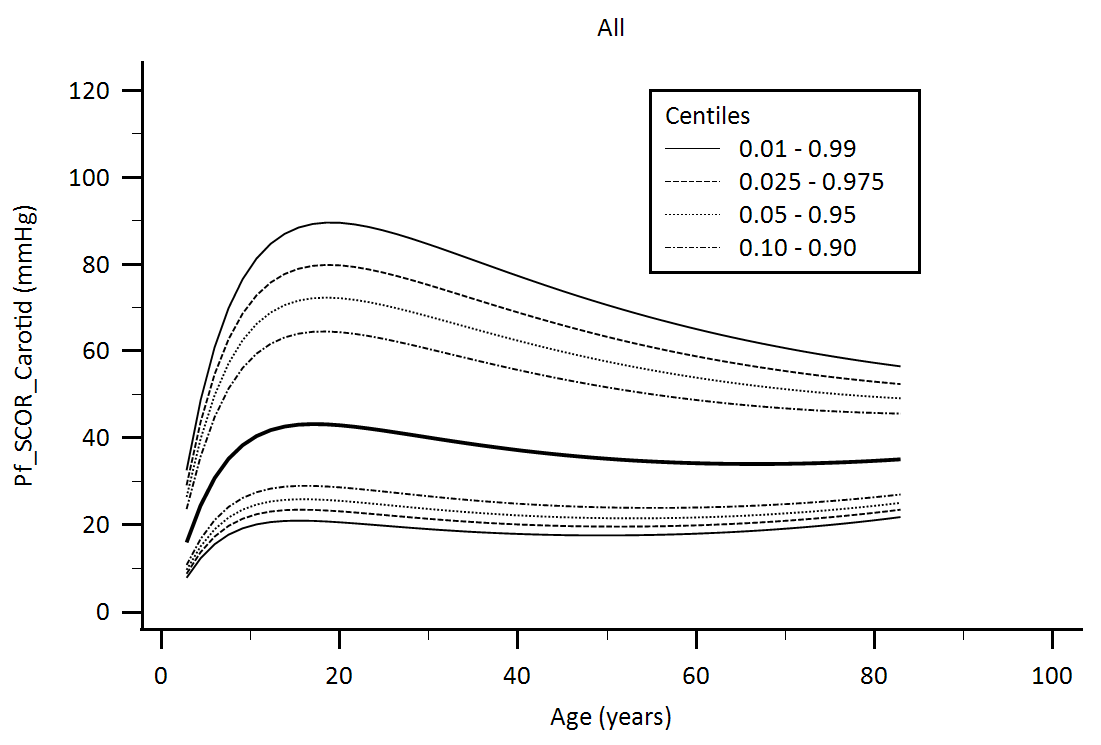 All
Pf_SCOR_Carotid (mmHg)
120
100
80
60
40
20
0
Centiles
0.01 - 0.99
0.025 - 0.975
0.05 - 0.95
0.10 - 0.90
0 20 40 60 80 100
Age (years)